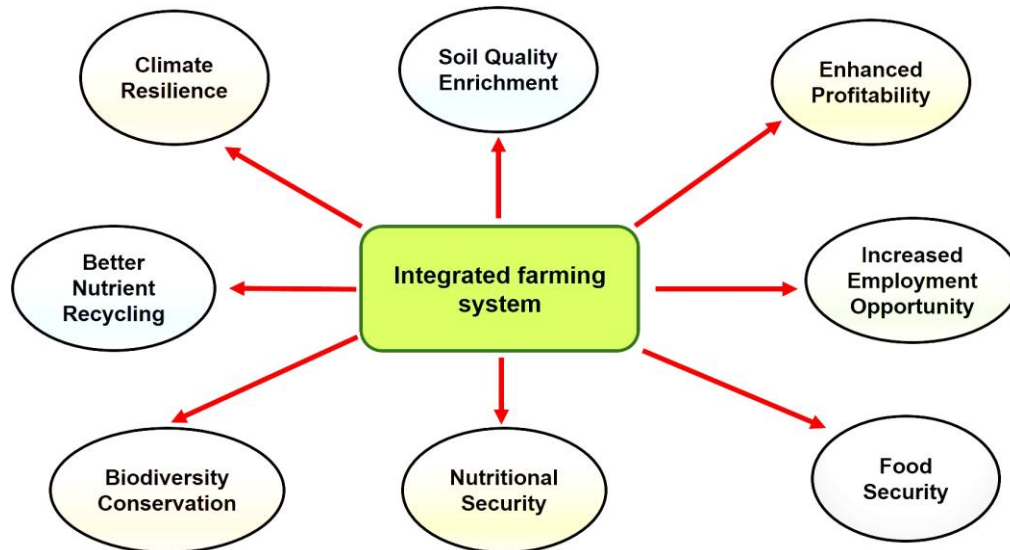 Climate
Resilience
Soil Quality
Enrichment
Enhanced
Profitability
Better
Nutrient
Recycling
Integrated farming
system
Increased
Employment
Opportunity
Biodiversity
Conservation
Nutritional
Security
Food
Security